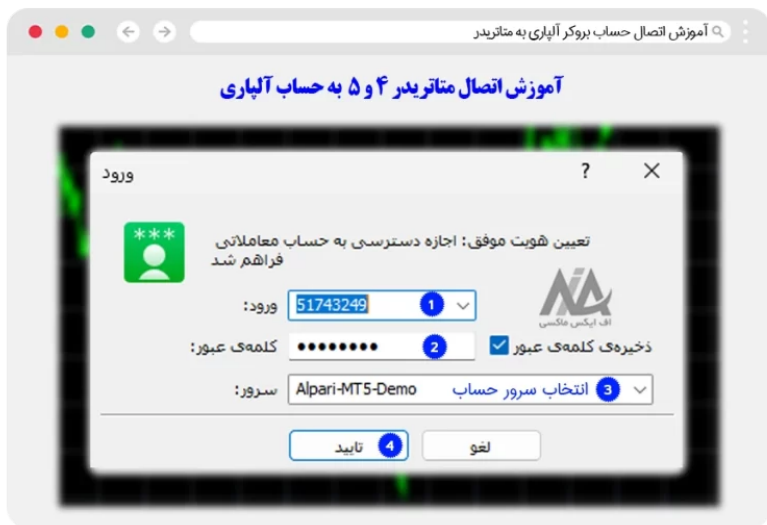 آموزش اتصال حساب بروکر آلپاری به متاتریدر
آموزش اتصال متاتریدر ۴ و ۵ به حساب آلپاری
ورود
?
تعیین هویت موفق: اجازه دسترسی به حساب معاملاتی
فراهم شد
اف ایکس ماکسی
ورود: 51743249 1
کلمه‌ی عبور: ●●●●●●●● 2 ذخیره‌ی کلمه‌ی عبور
سرور: Alpari-MT5-Demo انتخاب سرور حساب 3
تایید 4
لغو